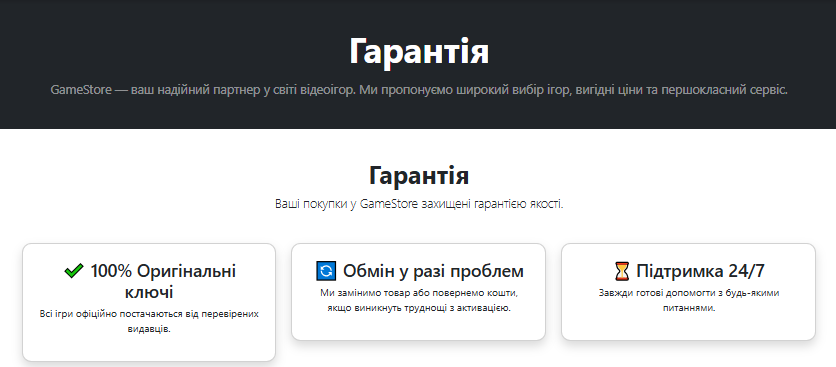 Гарантія
GameStore — ваш надійний партнер у світі відеоігор. Ми пропонуємо широкий вибір ігор, вигідні ціни та першокласний сервіс.
Гарантія
Ваші покупки у GameStore захищені гарантією якості.
✔ 100% Оригінальні
ключі
Всі ігри офіційно постачаються від перевірених
видавців.
🔄 Обмін у разі проблем
Ми замінимо товар або повернемо кошти,
якщо виникнуть труднощі з активацією.
⏳ Підтримка 24/7
Завжди готові допомогти з будь-якими
питаннями.